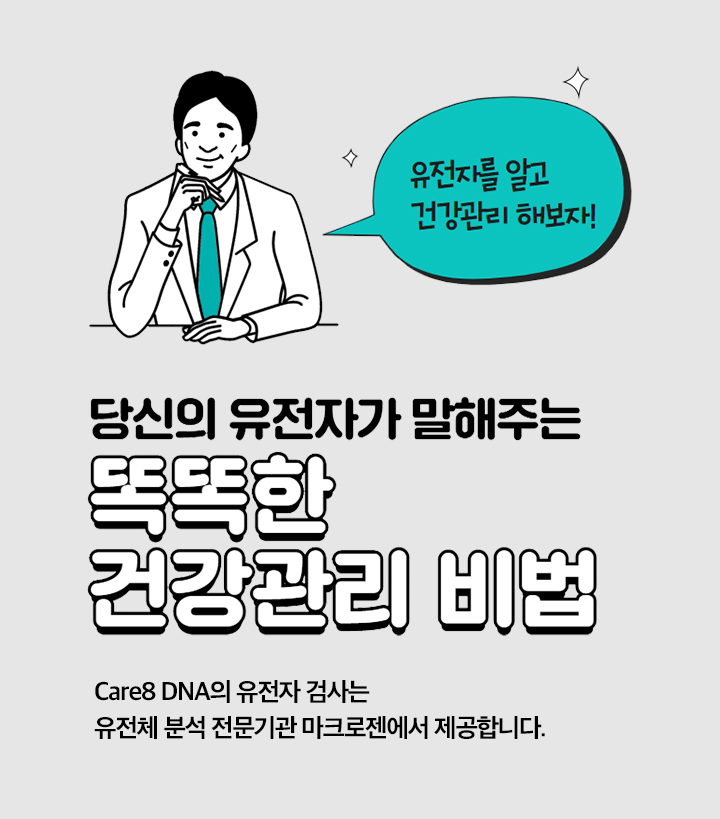 유전자를 알고
건강관리 해보자!
당신의 유전자가 말해주는
똑똑한
건강관리 비법
Care8 DNA의 유전자 검사는
유전체 분석 전문기관 마크로젠에서 제공합니다.